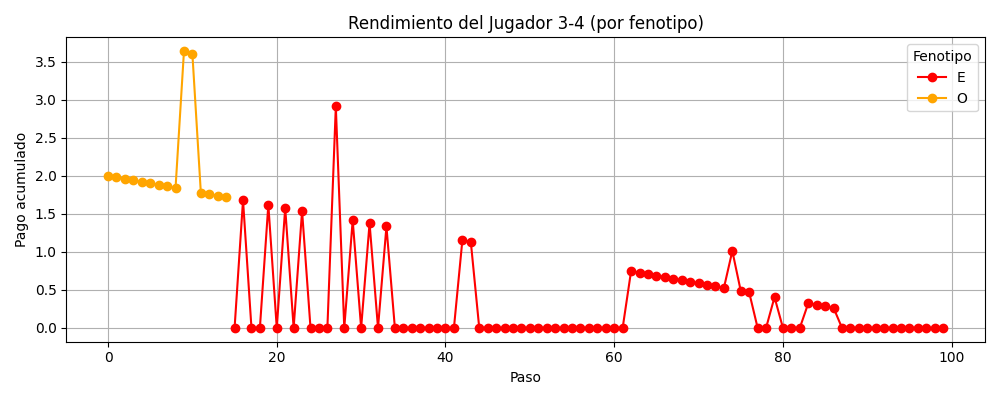 Rendimiento del Jugador 3-4 (por fenotipo)
Pago acumulado
3.5
3.0
2.5
2.0
1.5
1.0
0.5
0.0
0 20 40 60 80 100
Paso
Fenotipo
E
O